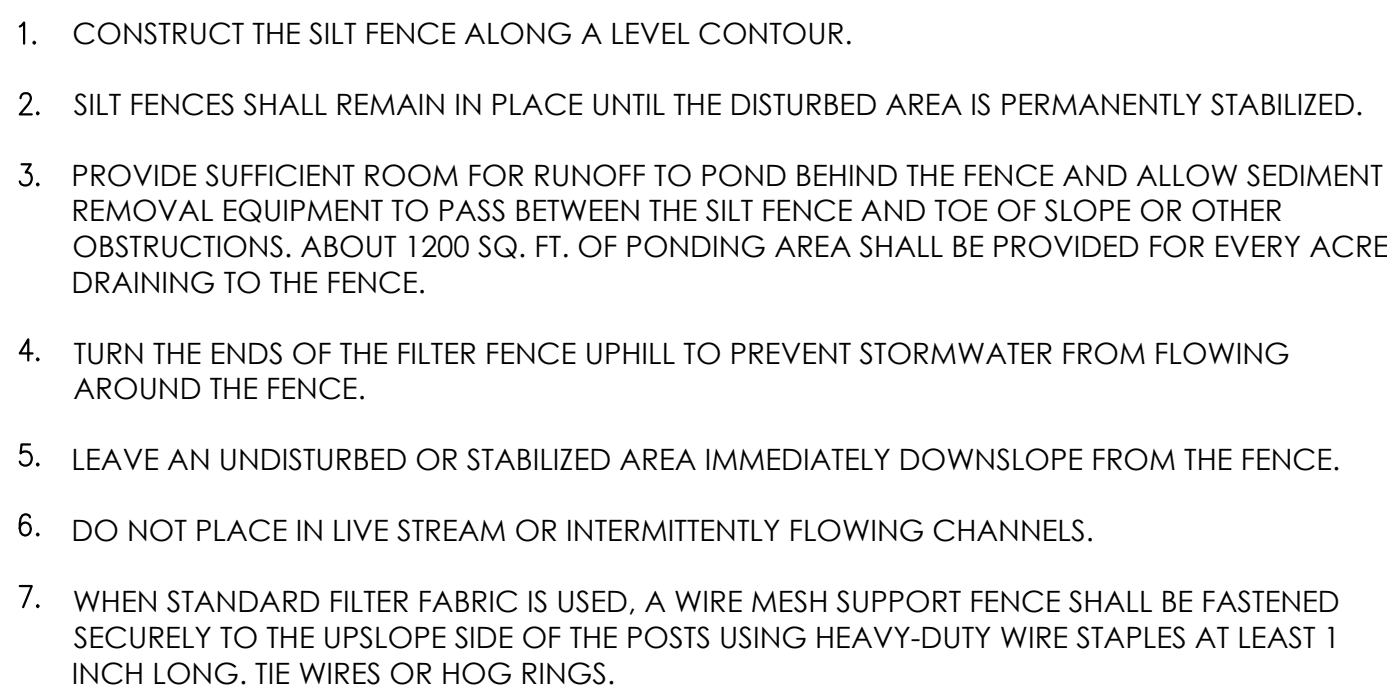 1. CONSTRUCT THE SILT FENCE ALONG A LEVEL CONTOUR.
2. SILT FENCES SHALL REMAIN IN PLACE UNTIL THE DISTURBED AREA IS PERMANENTLY STABILIZED.
3. PROVIDE SUFFICIENT ROOM FOR RUNOFF TO POND BEHIND THE FENCE AND ALLOW SEDIMENT
REMOVAL EQUIPMENT TO PASS BETWEEN THE SILT FENCE AND TOE OF SLOPE OR OTHER
OBSTRUCTIONS. ABOUT 1200 SQ. FT. OF PONDING AREA SHALL BE PROVIDED FOR EVERY ACRE
DRAINING TO THE FENCE.
4. TURN THE ENDS OF THE FILTER FENCE UPHILL TO PREVENT STORMWATER FROM FLOWING
AROUND THE FENCE.
5. LEAVE AN UNDISTURBED OR STABILIZED AREA IMMEDIATELY DOWNSLOPE FROM THE FENCE.
6. DO NOT PLACE IN LIVE STREAM OR INTERMITTENTLY FLOWING CHANNELS.
7. WHEN STANDARD FILTER FABRIC IS USED, A WIRE MESH SUPPORT FENCE SHALL BE FASTENED
SECURELY TO THE UPSLOPE SIDE OF THE POSTS USING HEAVY-DUTY WIRE STAPLES AT LEAST 1
INCH LONG. TIE WIRES OR HOG RINGS.